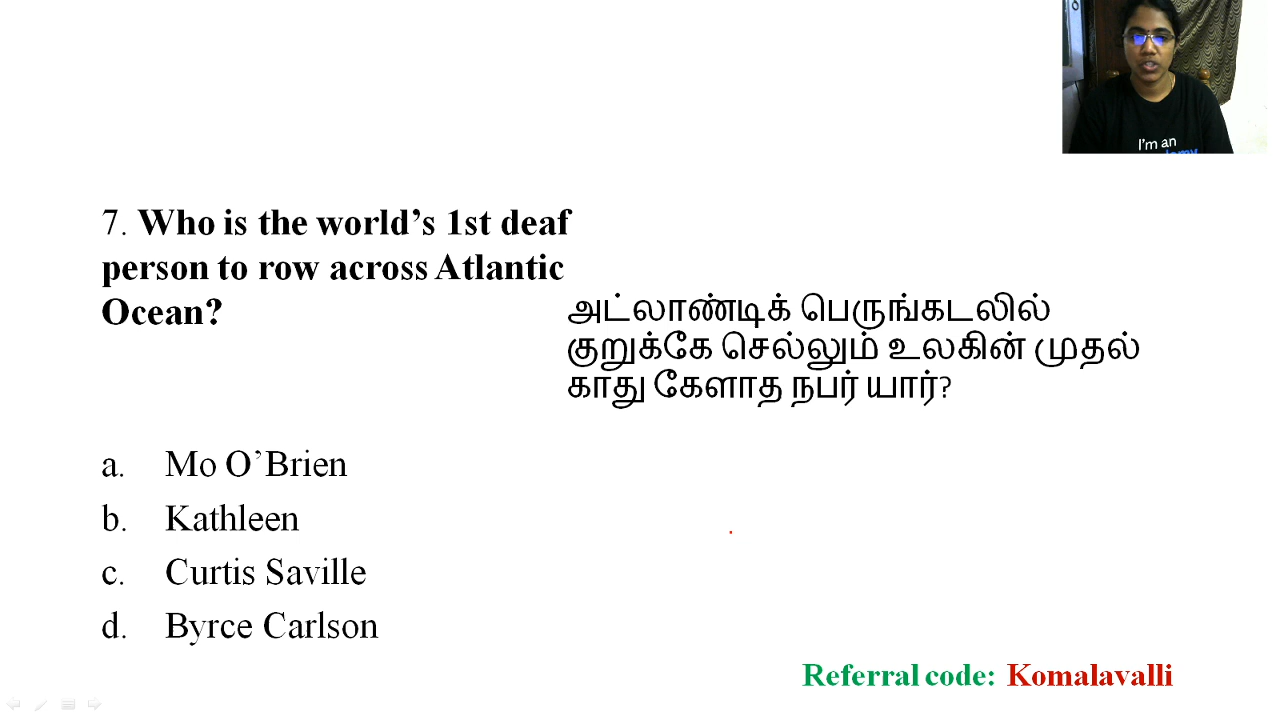 I'm an
7. Who is the world’s 1st deaf
person to row across Atlantic
Ocean?
அட்லாண்டிக் பெருங்கடலில்
குறுக்கே செல்லும் உலகின் முதல்
காது கேளாத நபர் யார்?
a. Mo O’Brien
b. Kathleen
c. Curtis Saville
d. Byrce Carlson
Referral code: Komalavalli